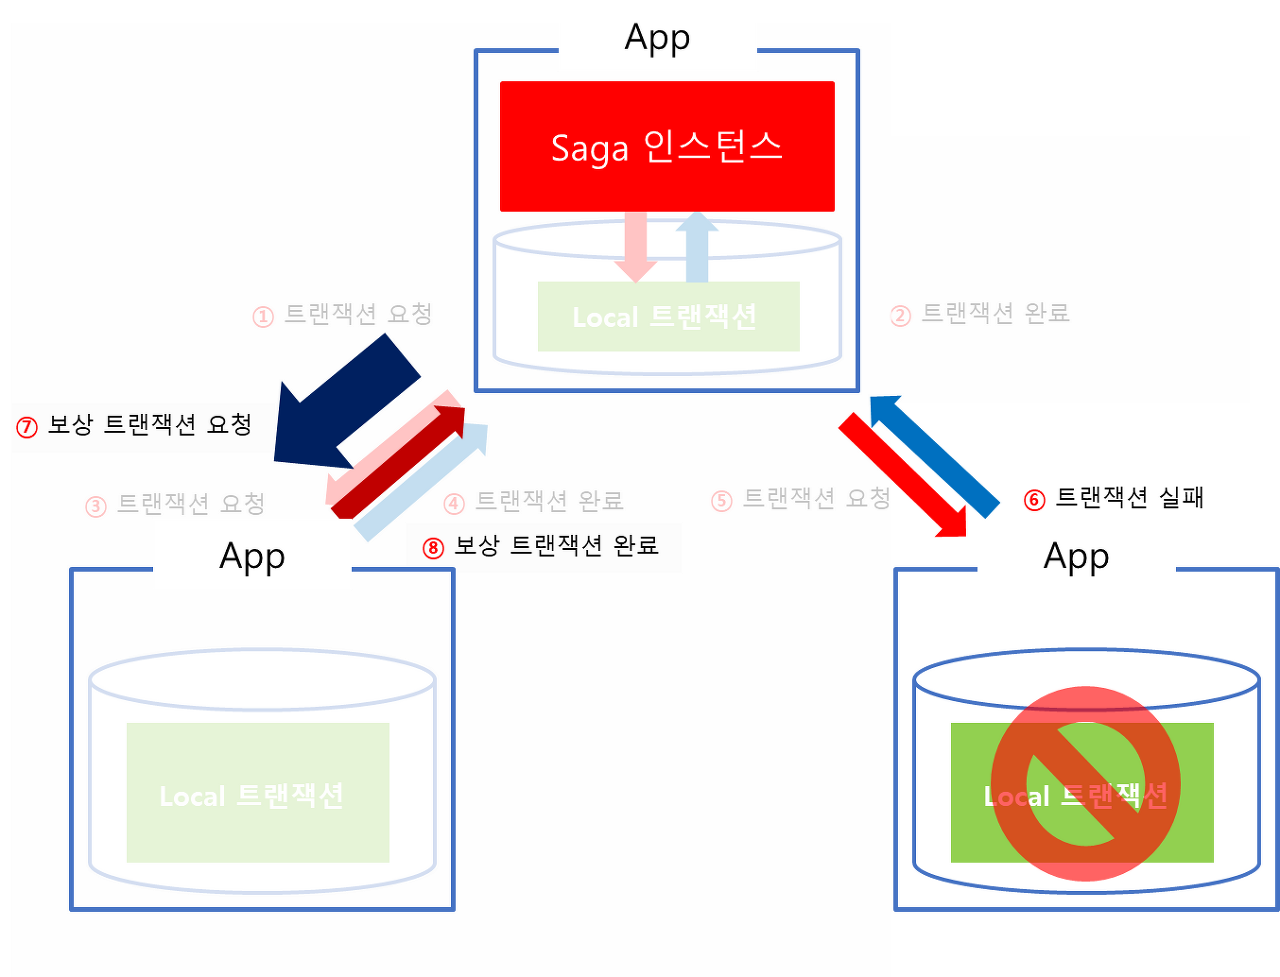 App
Saga 인스턴스
Local 트랜잭션
① 트랜잭션 요청
② 트랜잭션 완료
⑦ 보상 트랜잭션 요청
③ 트랜잭션 요청
④ 트랜잭션 완료
⑤ 트랜잭션 요청
⑥ 트랜잭션 실패
⑧ 보상 트랜잭션 완료
App
App
Local 트랜잭션
Local 트랜잭션